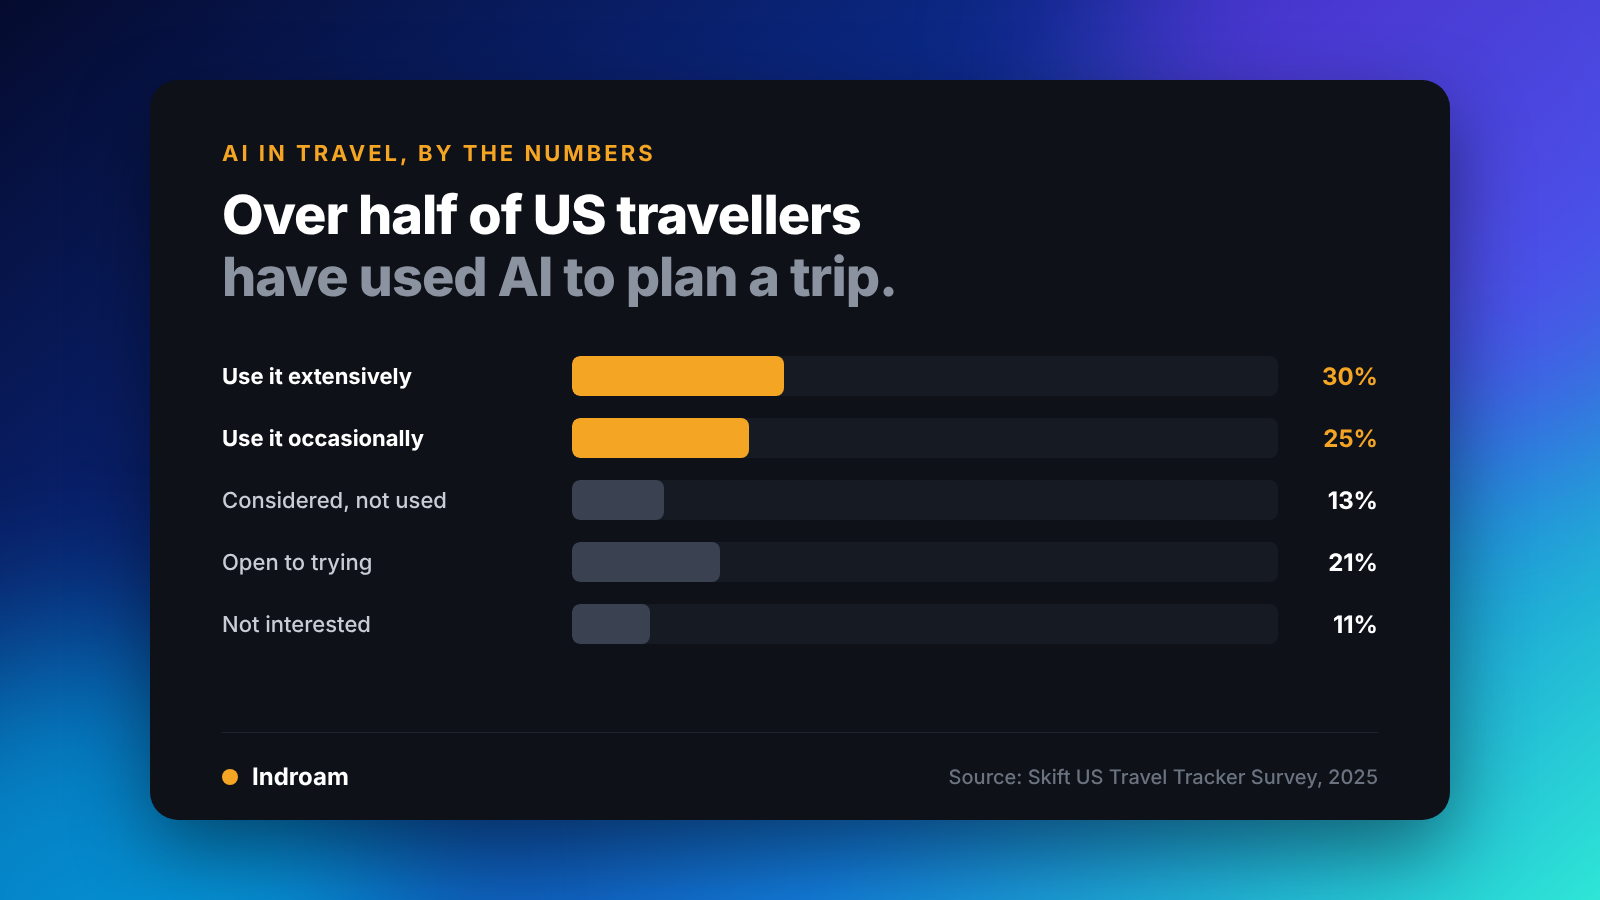 AI IN TRAVEL, BY THE NUMBERS
Over half of US travellers
have used AI to plan a trip.
Use it extensively 30%
Use it occasionally 25%
Considered, not used 13%
Open to trying 21%
Not interested 11%
Indroam
Source: Skift US Travel Tracker Survey, 2025